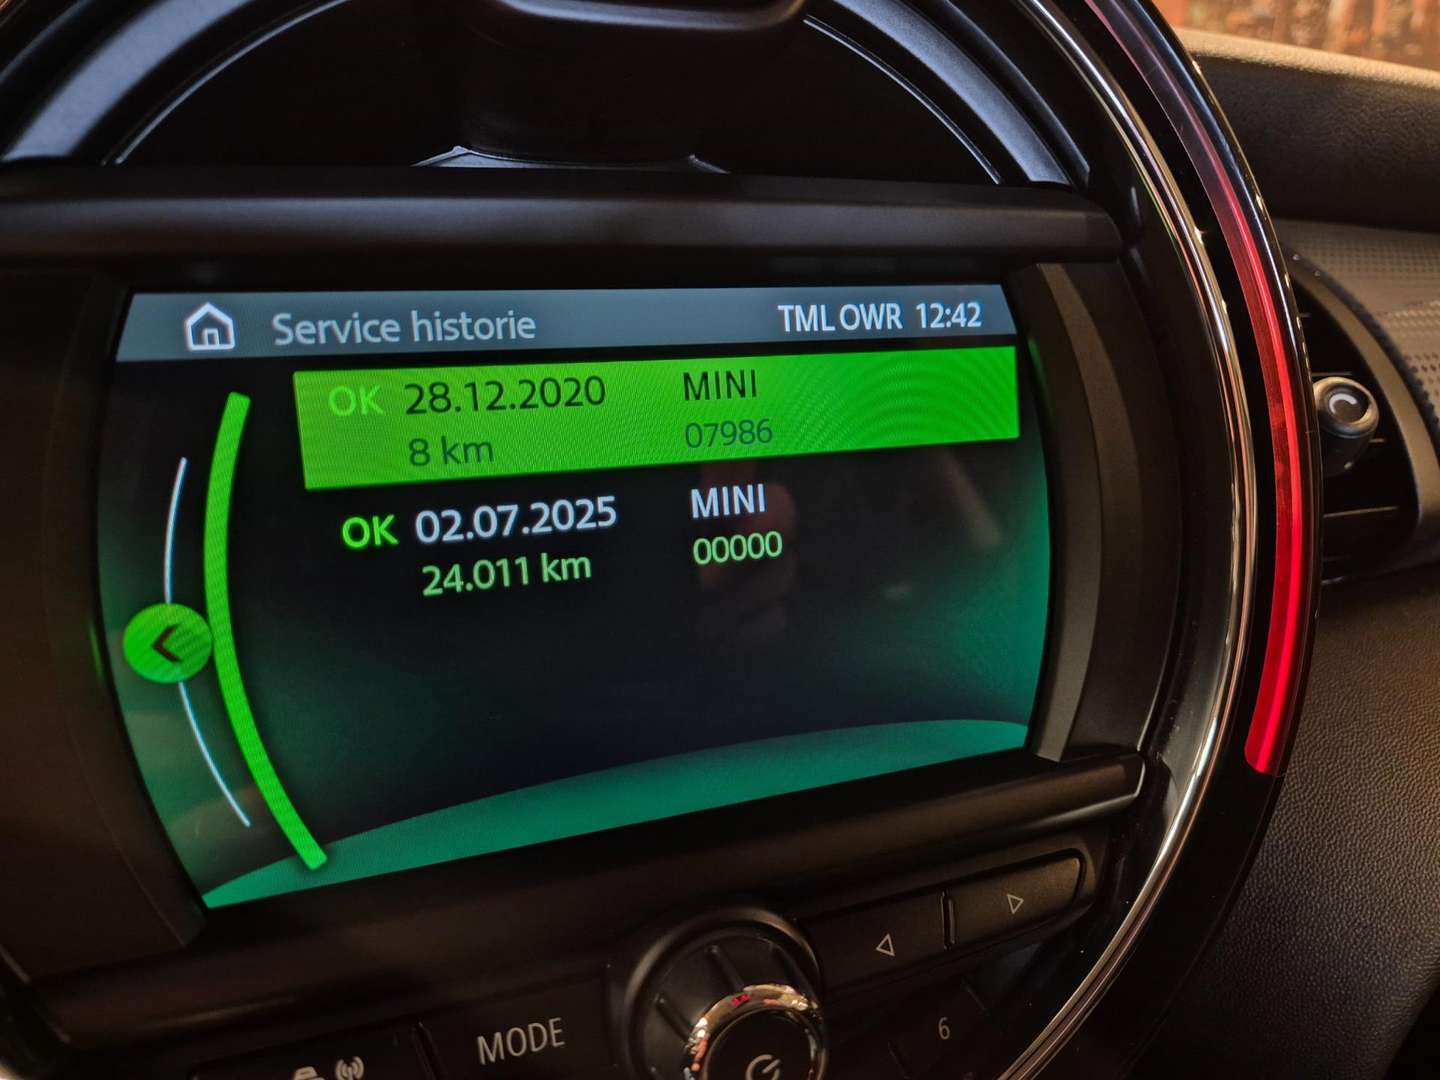 Service historie TML OWR 12:42
OK 28.12.2020 MINI
8 km 07986
OK 02.07.2025 MINI
24.011 km 00000
MODE
6